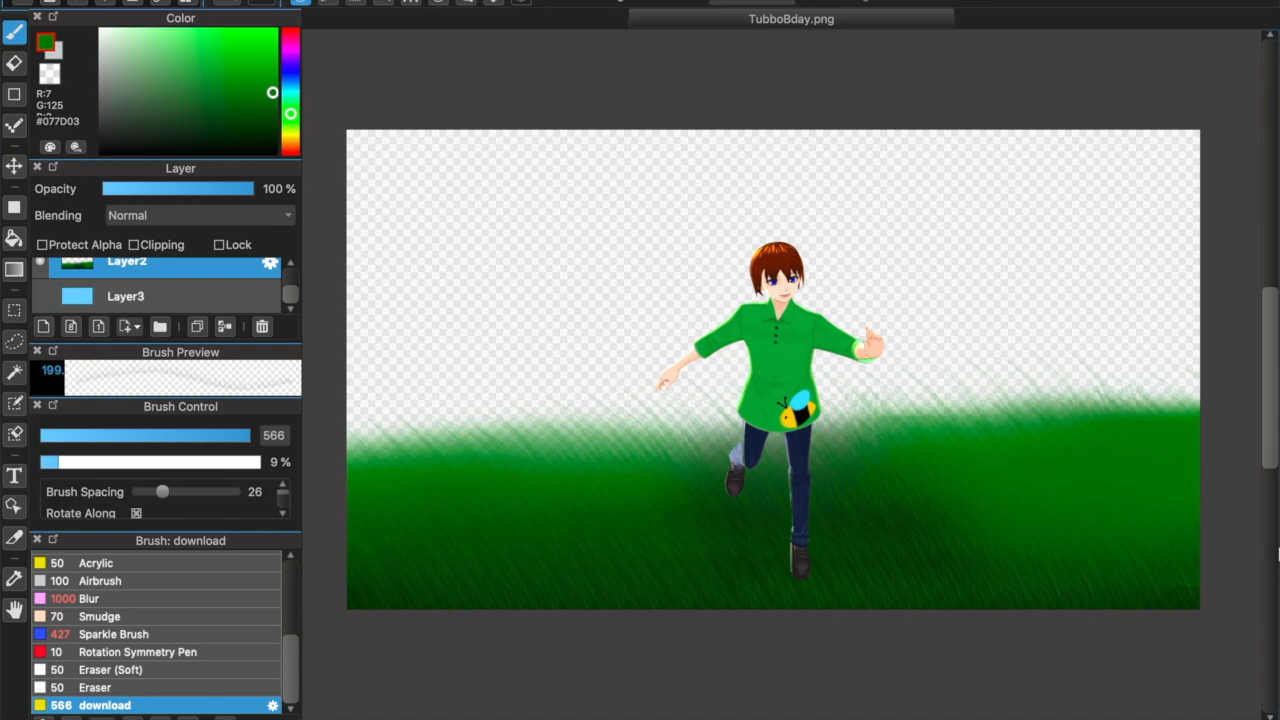 Color
TubboBday.png
R:7
G:125
#077D03
Layer
Opacity 100 %
Blending Normal
Protect Alpha Clipping Lock
Layer2
Layer3
Brush Preview
199.
Brush Control
566
9 %
Brush Spacing 26
Rotate Along
Brush: download
50 Acrylic
100 Airbrush
1000 Blur
70 Smudge
427 Sparkle Brush
10 Rotation Symmetry Pen
50 Eraser (Soft)
50 Eraser
566 download